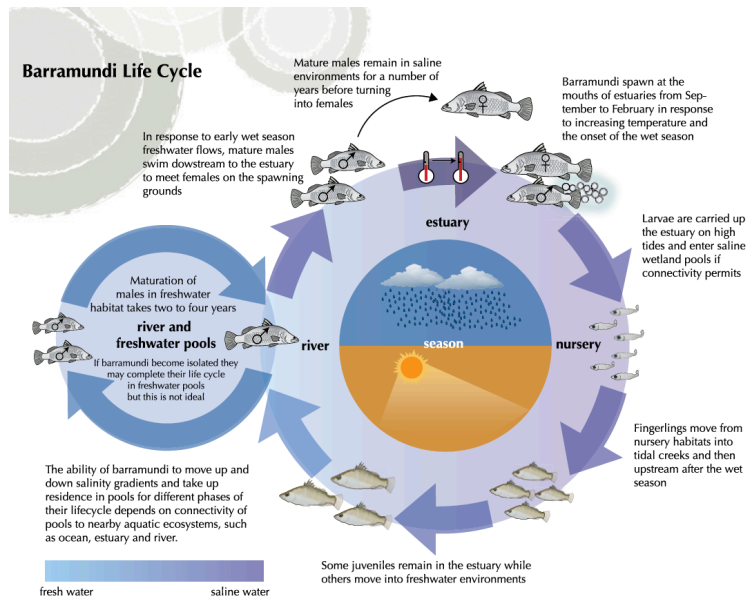 Barramundi Life Cycle
Mature males remain in saline
environments for a number of
years before turning
into females
Barramundi spawn at the
mouths of estuaries from Sep-
tember to February in response
to increasing temperature and
the onset of the wet season
In response to early wet season
freshwater flows, mature males
swim dowstream to the estuary
to meet females on the spawning
grounds
estuary
Larvae are carried up
the estuary on high
tides and enter saline
wetland pools if
connectivity permits
Maturation of
males in freshwater
habitat takes two to four years
river and
freshwater pools
If barramundi become isolated they
may complete their life cycle
in freshwater pools
but this is not ideal
river
season
nursery
Fingerlings move from
nursery habitats into
tidal creeks and then
upstream after the wet
season
The ability of barramundi to move up and
down salinity gradients and take up
residence in pools for different phases of
their lifecycle depends on connectivity of
pools to nearby aquatic ecosystems, such
as ocean, estuary and river.
Some juveniles remain in the estuary while
others move into freshwater environments
fresh water
saline water